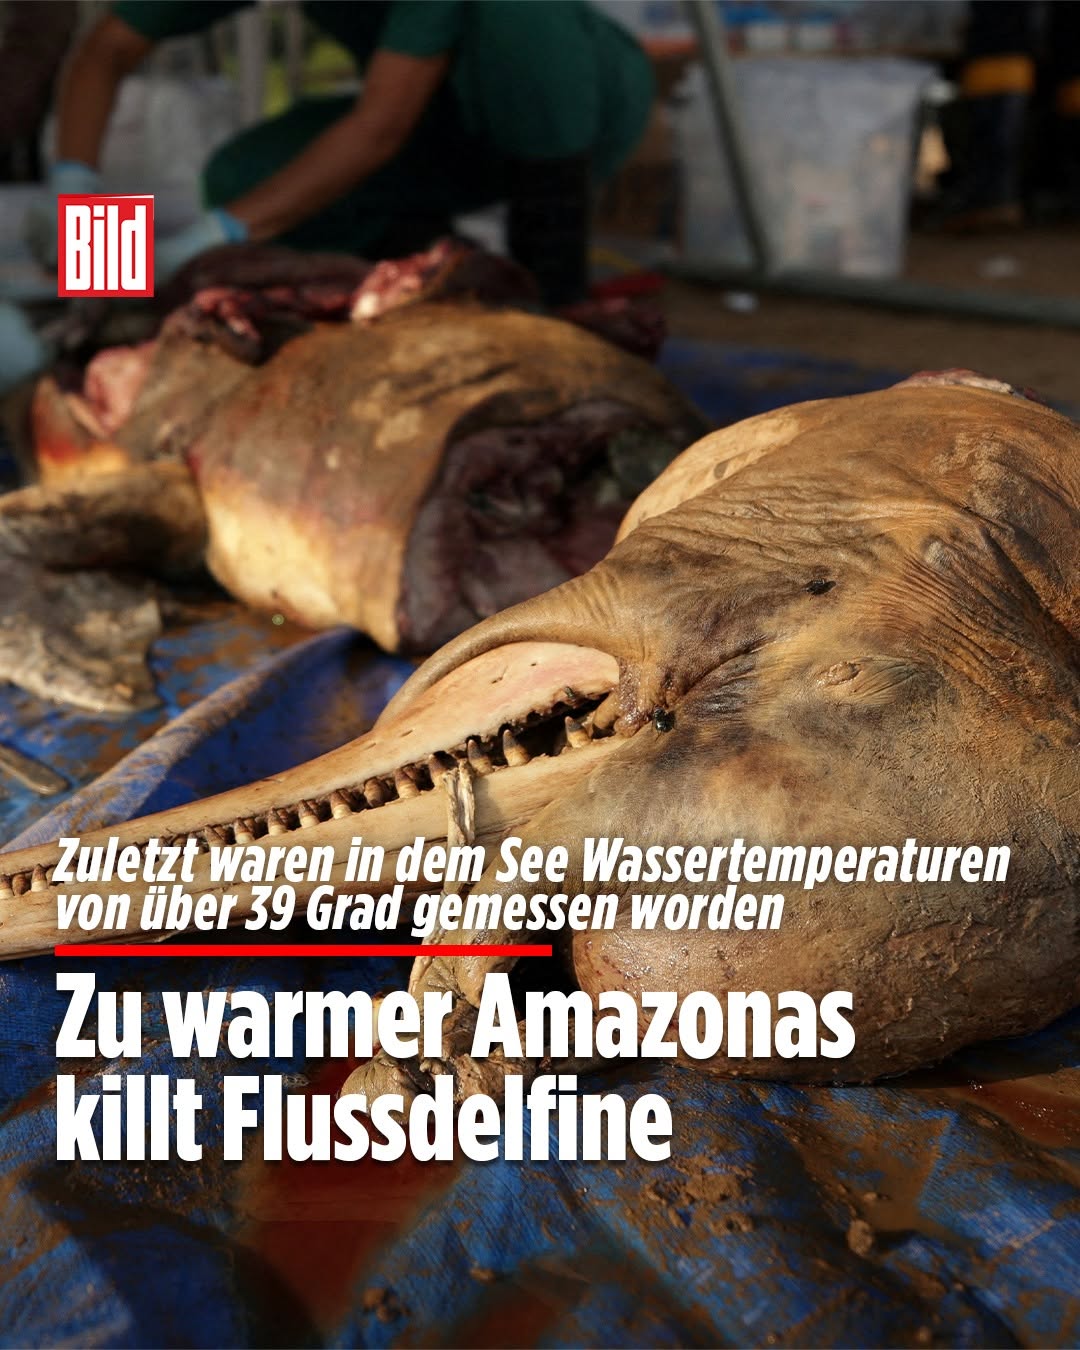 Bild
Zuletzt waren in dem See Wassertemperaturen
von über 39 Grad gemessen worden
Zu warmer Amazonas
killt Flussdelfine